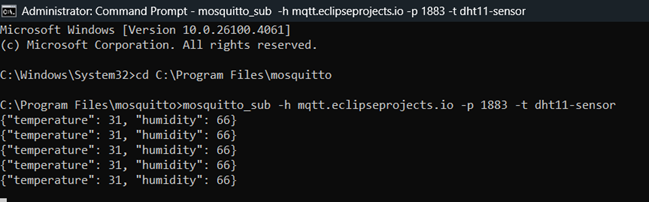 Administrator: Command Prompt - mosquitto_sub -h mqtt.eclipseprojects.io -p 1883 -t dht11-sensor
Microsoft Windows [Version 10.0.26100.4061]
(c) Microsoft Corporation. All rights reserved.
C:\Windows\System32>cd C:\Program Files\mosquitto
C:\Program Files\mosquitto>mosquitto_sub -h mqtt.eclipseprojects.io -p 1883 -t dht11-sensor
{"temperature": 31, "humidity": 66}
{"temperature": 31, "humidity": 66}
{"temperature": 31, "humidity": 66}
{"temperature": 31, "humidity": 66}
{"temperature": 31, "humidity": 66}